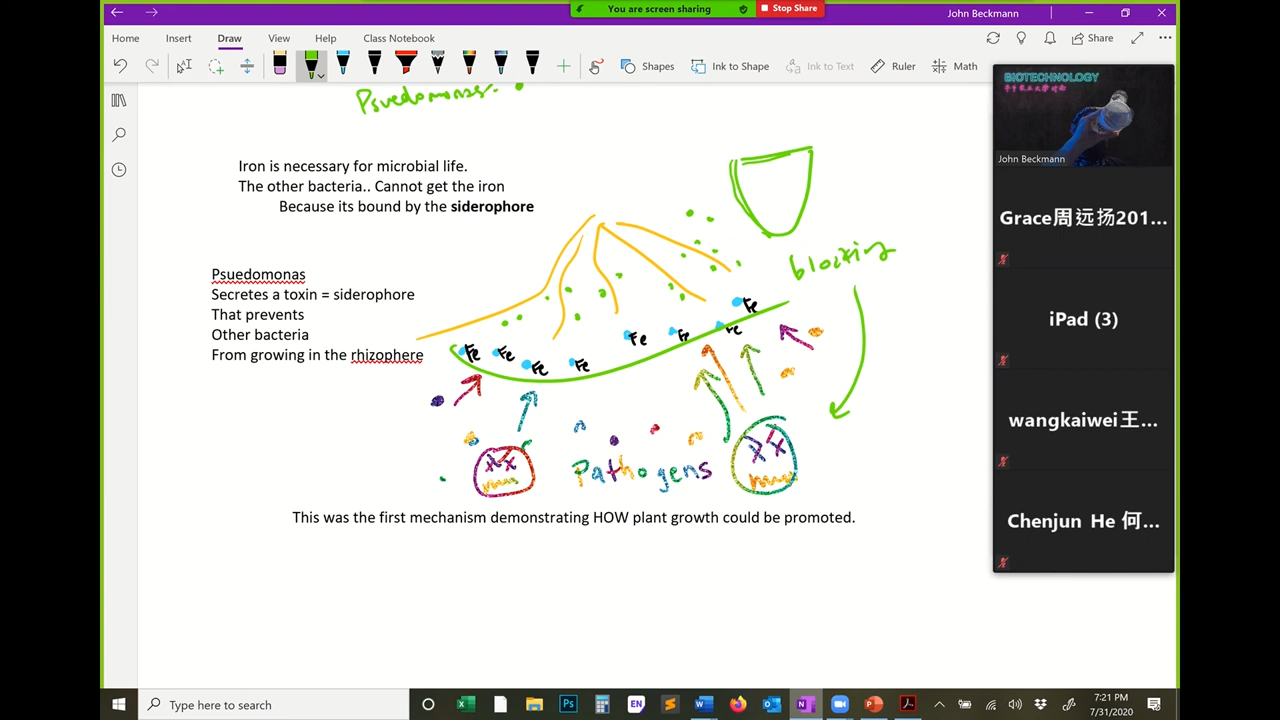 You are screen sharing
Stop Share
John Beckmann
Home Insert Draw View Help Class Notebook
Share
Shapes Ink to Shape Ink to Text Ruler Math
Psuedomonas.
Iron is necessary for microbial life.
The other bacteria.. Cannot get the iron
Because its bound by the siderophore
blocking
Psuedomonas
Secretes a toxin = siderophore
That prevents
Other bacteria
From growing in the rhizophere
Fe
Fe
Fe
Fe
Fe
Fe
Fe
Fe
Pathogens
This was the first mechanism demonstrating HOW plant growth could be promoted.
BIOTECHNOLOGY
John Beckmann
Grace周远扬201...
iPad (3)
wangkaiwei王...
Chenjun He 何...
Type here to search
EN
7:21 PM
7/31/2020